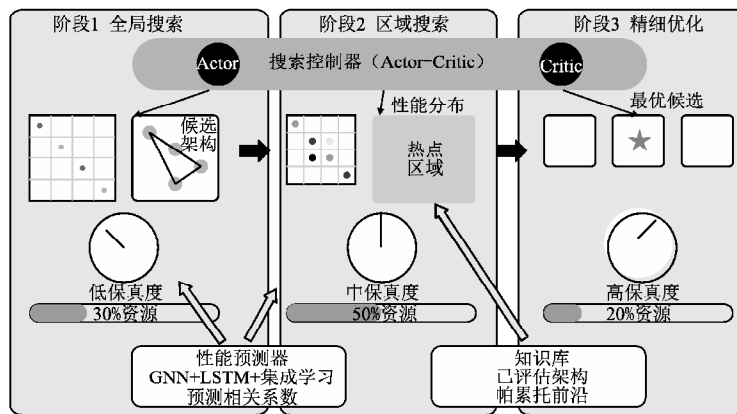 阶段1 全局搜索
阶段2 区域搜索
阶段3 精细优化
Actor
搜索控制器（Actor-Critic）
Critic
候选
架构
性能分布
热点
区域
最优候选
低保真度
30%资源
中保真度
50%资源
高保真度
20%资源
性能预测器
GNN+LSTM+集成学习
预测相关系数
知识库
已评估架构
帕累托前沿